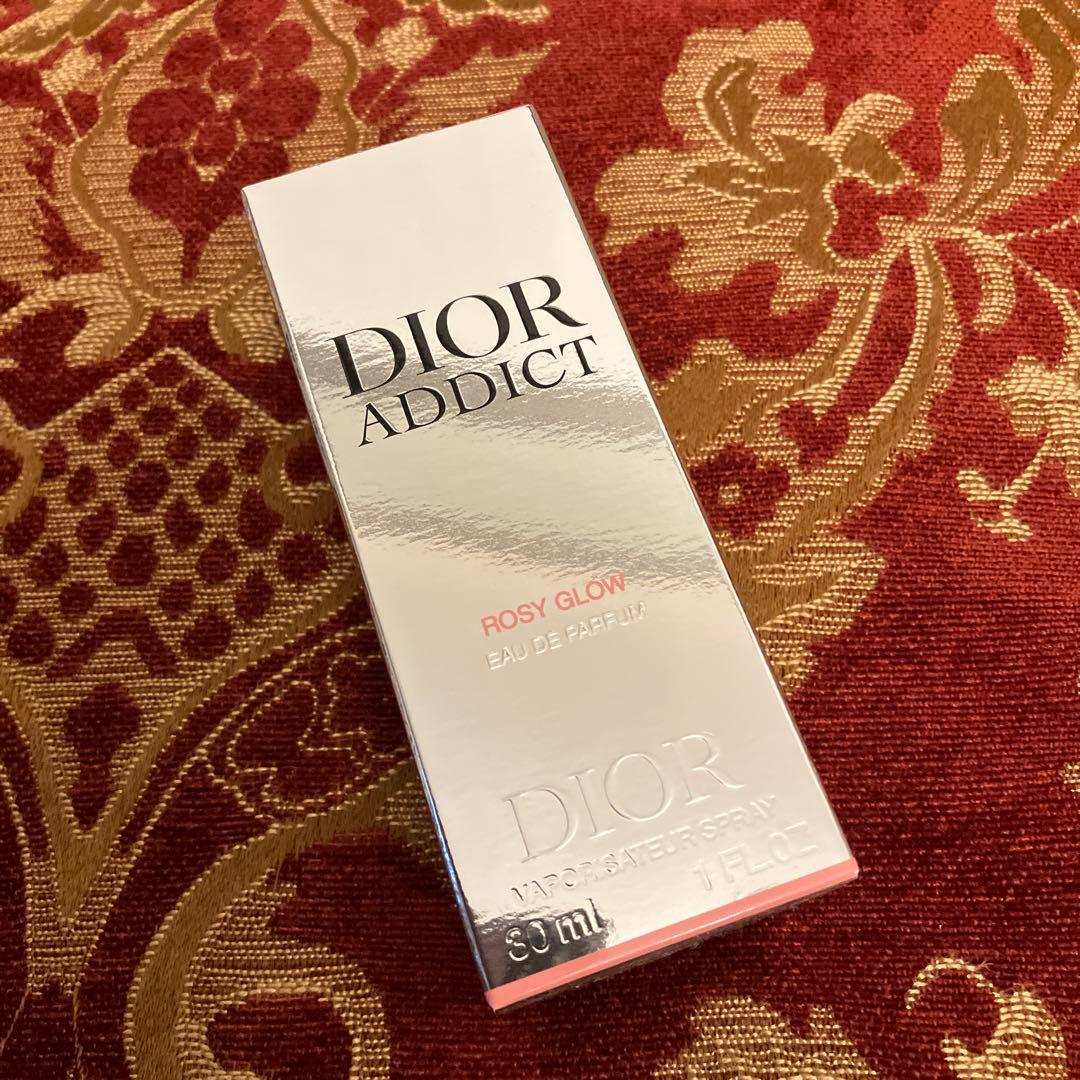 DIOR
ADDICT
ROSY GLOW
EAU DE PARFUM
DIOR
VAPORISATEUR SPRAY
30 ml
1 FL.OZ